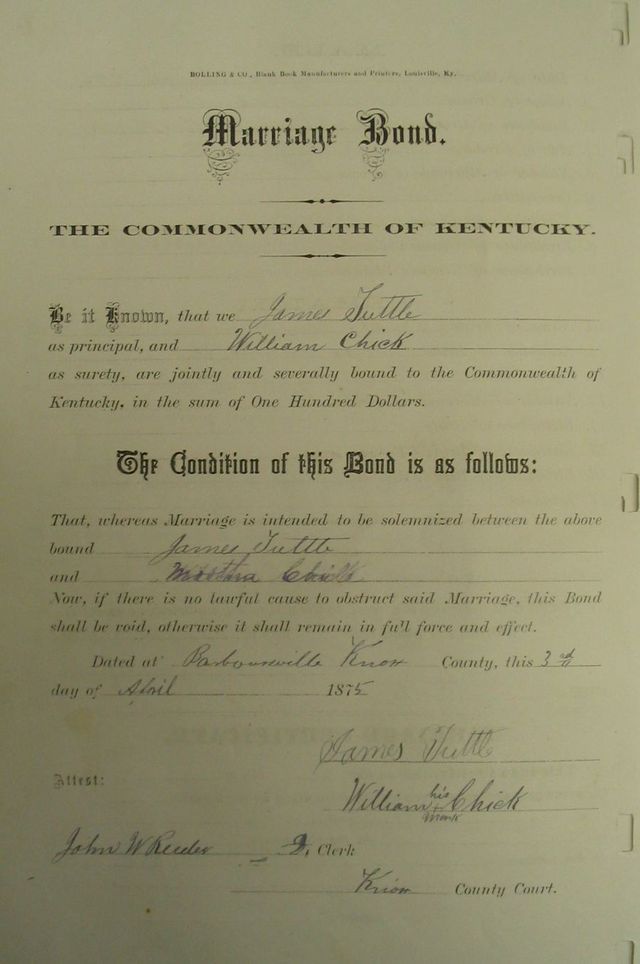 BOLLING & CO., Blank Book Manufacturers and Printers, Louisville, Ky.
Marriage Bond.
THE COMMONWEALTH OF KENTUCKY.
Be it Known, that we James Tuttle
as principal, and William Chick
as surety, are jointly and severally bound to the Commonwealth of
Kentucky, in the sum of One Hundred Dollars.
The Condition of this Bond is as follows:
That, whereas Marriage is intended to be solemnized between the above
bound James Tuttle
and Chick
Now, if there is no lawful cause to obstruct said Marriage, this Bond
shall be void, otherwise it shall remain in full force and effect.
Dated at Barbourville Knox County, this 3rd
day of April 1875
James Tuttle
Attest:
William his Chick
mark
John W Reeder Clerk
Knox County Court.